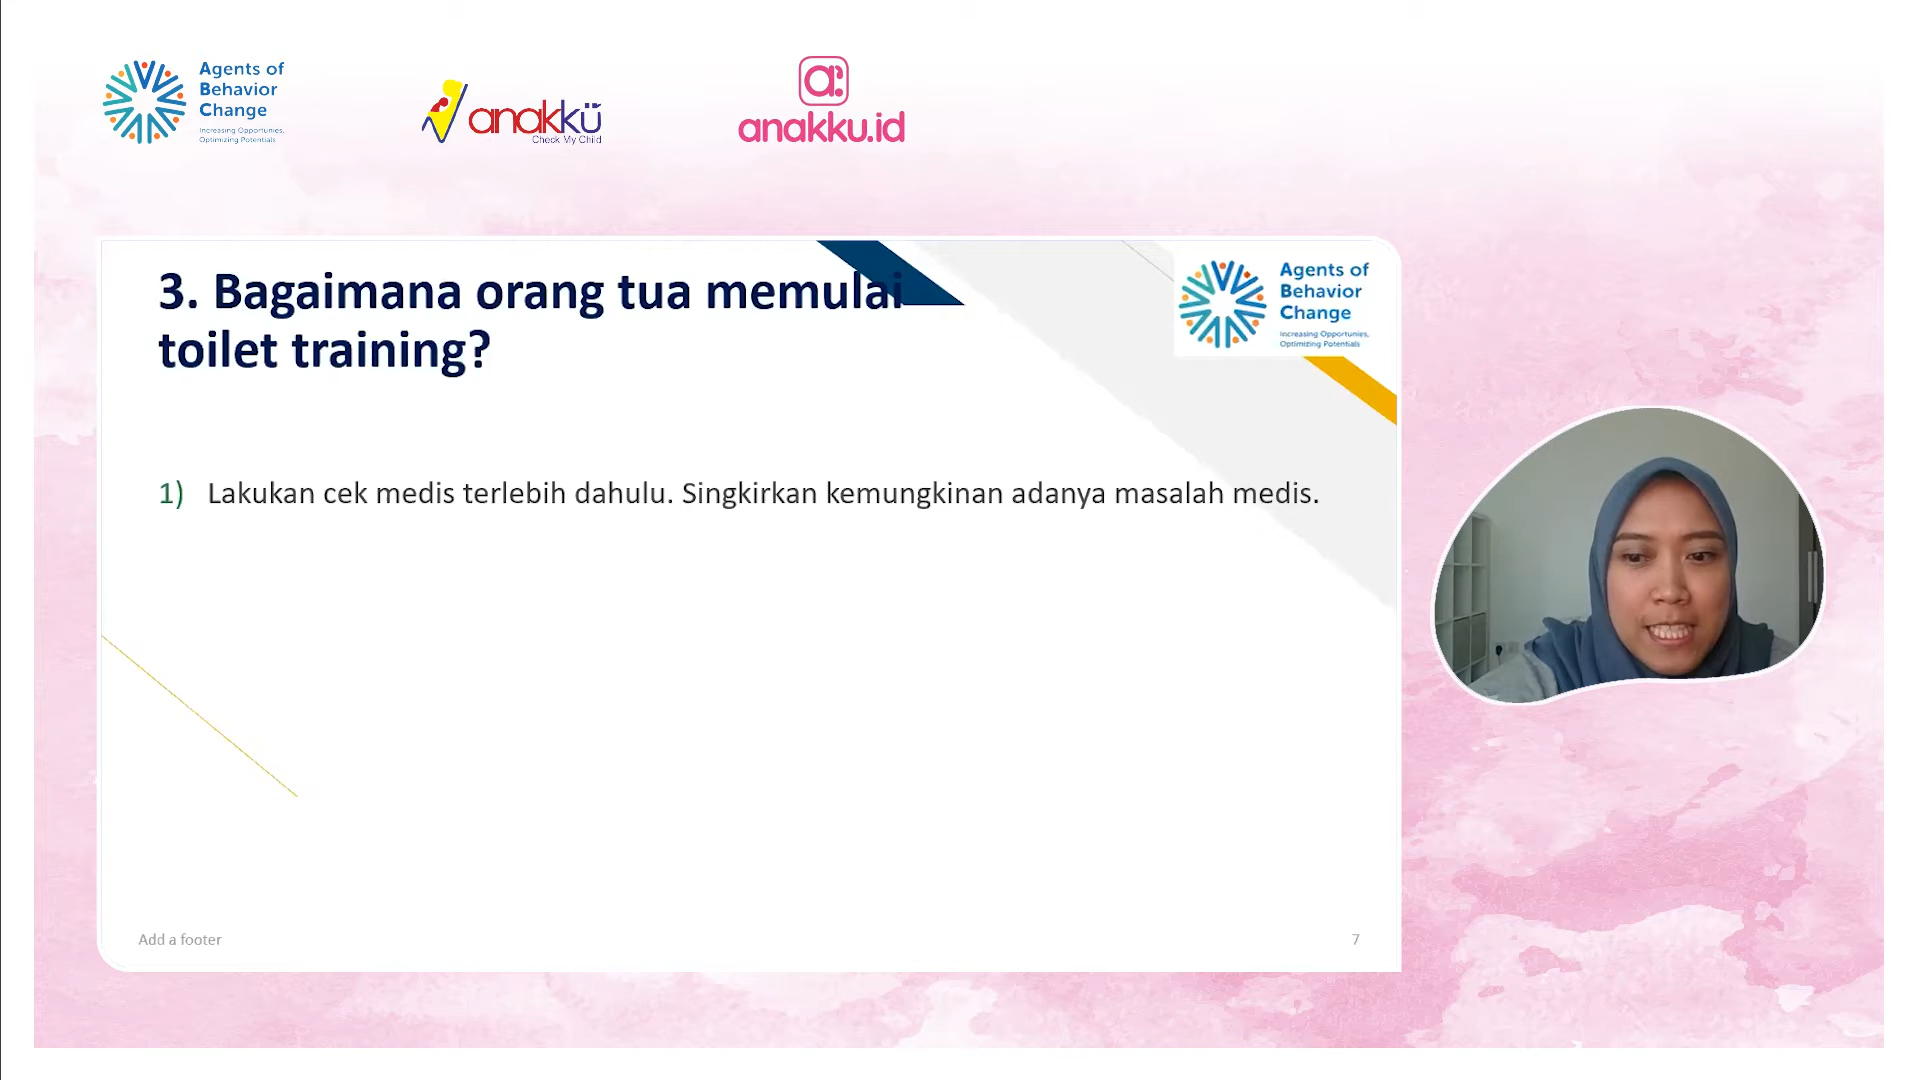 Agents of
Behavior
Change
Increasing Opportunies,
Optimizing Potentials
anakkü
Check My Child
a:
anakku.id
3. Bagaimana orang tua memulai
toilet training?
Agents of
Behavior
Change
Increasing Opportunies,
Optimizing Potentials
1) Lakukan cek medis terlebih dahulu. Singkirkan kemungkinan adanya masalah medis.
Add a footer
7